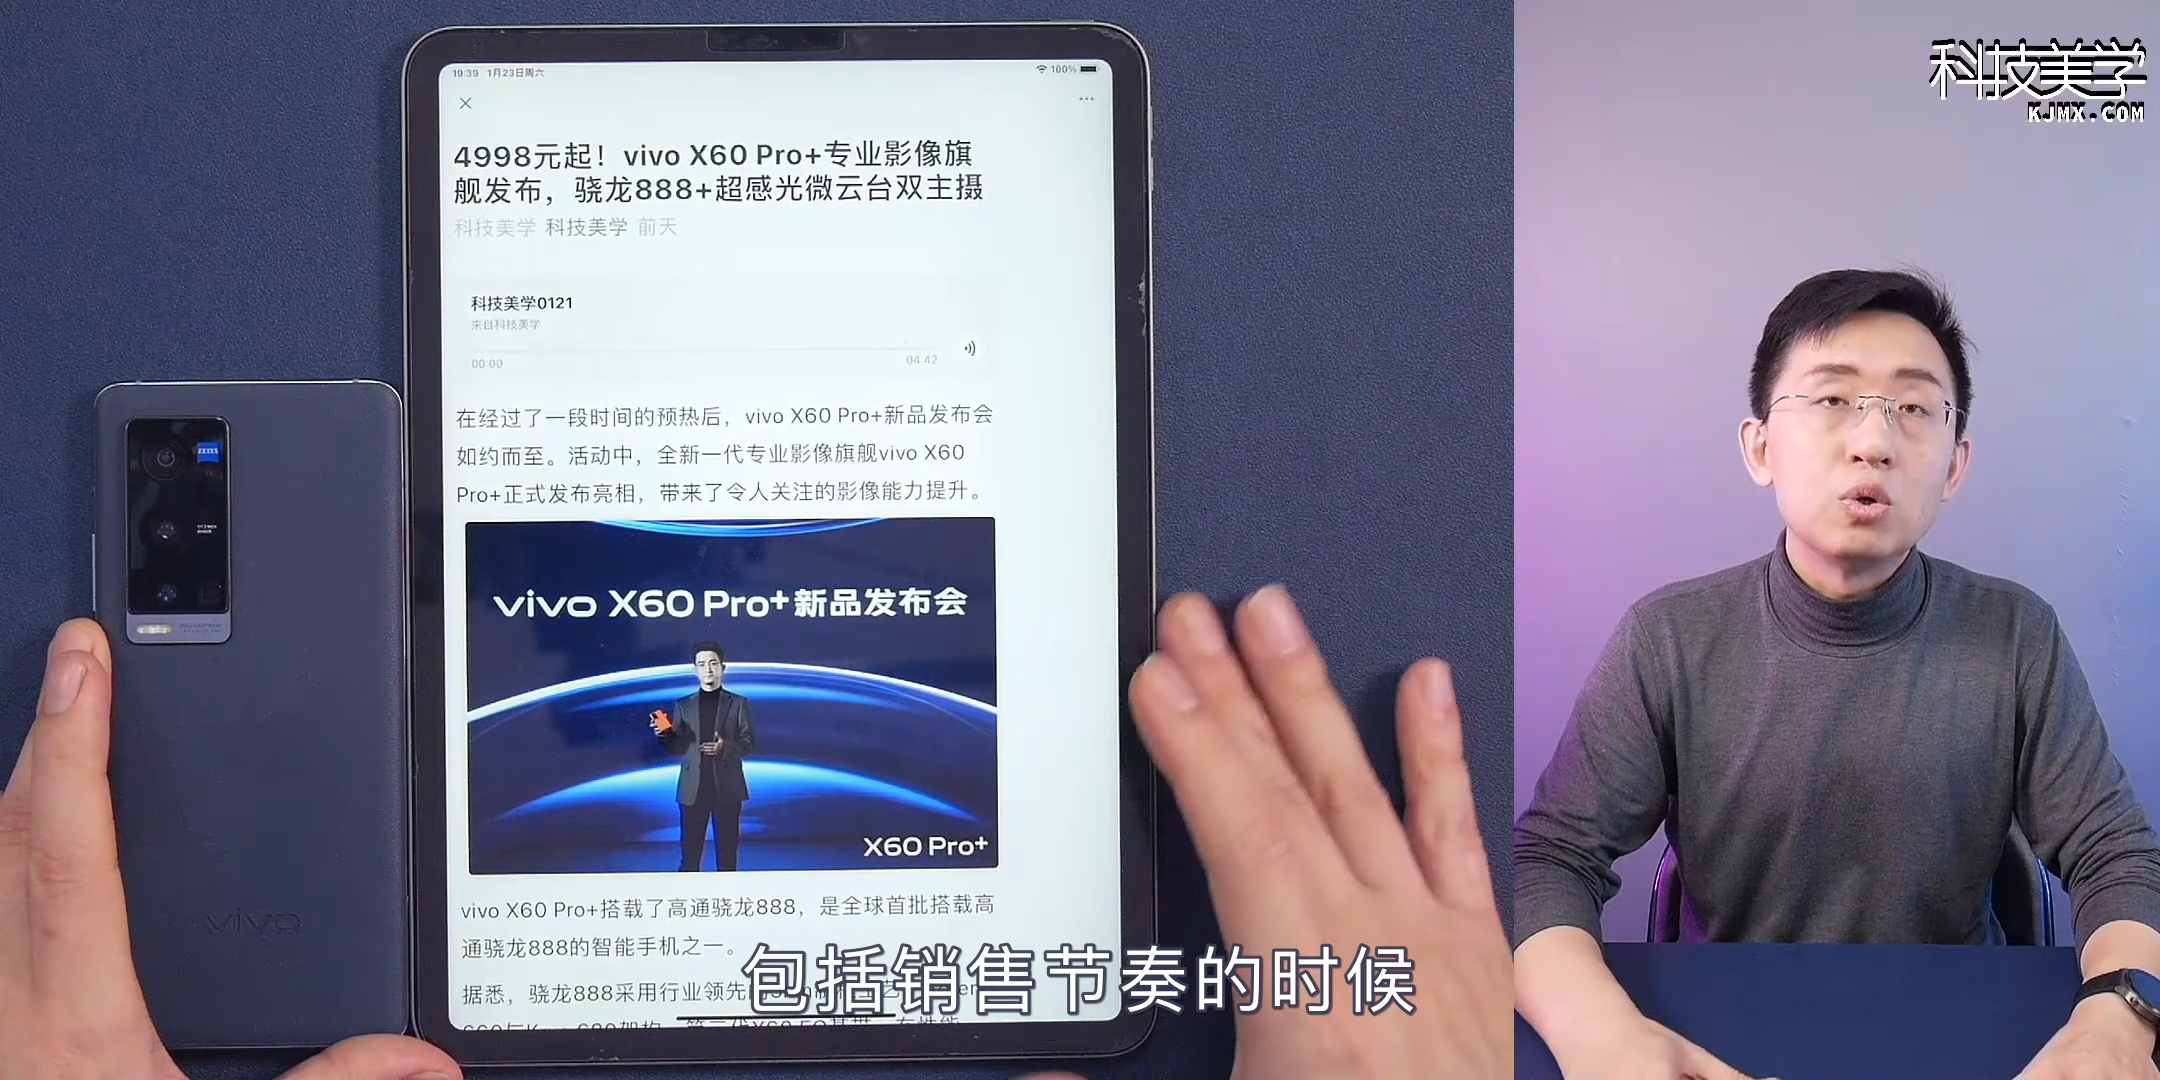 科技美学
KJMX.COM
19:39 1月23日周六
100%
4998元起！vivo X60 Pro+专业影像旗
舰发布，骁龙888+超感光微云台双主摄
科技美学 科技美学 前天
科技美学0121
来自科技美学
00:00
04:42
在经过了一段时间的预热后，vivo X60 Pro+新品发布会
如约而至。活动中，全新一代专业影像旗舰vivo X60
Pro+正式发布亮相，带来了令人关注的影像能力提升。
ZEISS
vivo X60 Pro+新品发布会
X60 Pro+
vivo X60 Pro+搭载了高通骁龙888，是全球首批搭载高
通骁龙888的智能手机之一。
vivo
据悉，骁龙888采用行业领先
包括销售节奏的时候